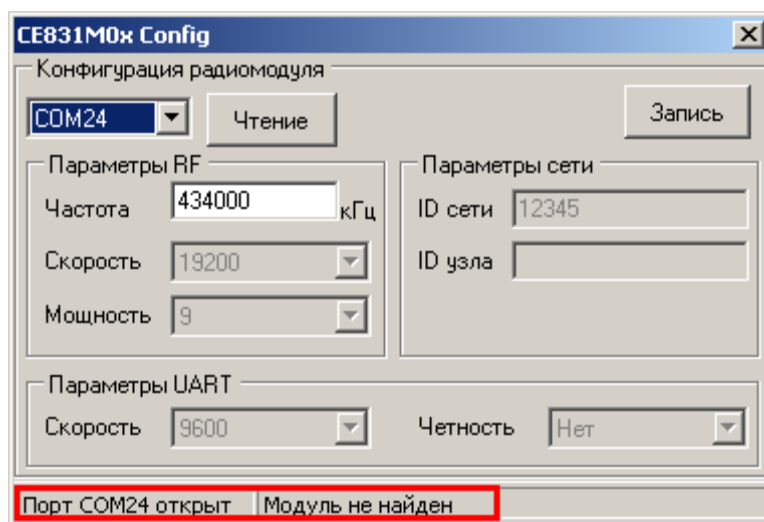 CE831M0x Config
Конфигурация радиомодуля
COM24 Чтение Запись
Параметры RF Параметры сети
Частота 434000 кГц ID сети 12345
Скорость 19200 ID узла
Мощность 9
Параметры UART
Скорость 9600 Четность Нет
Порт COM24 открыт Модуль не найден